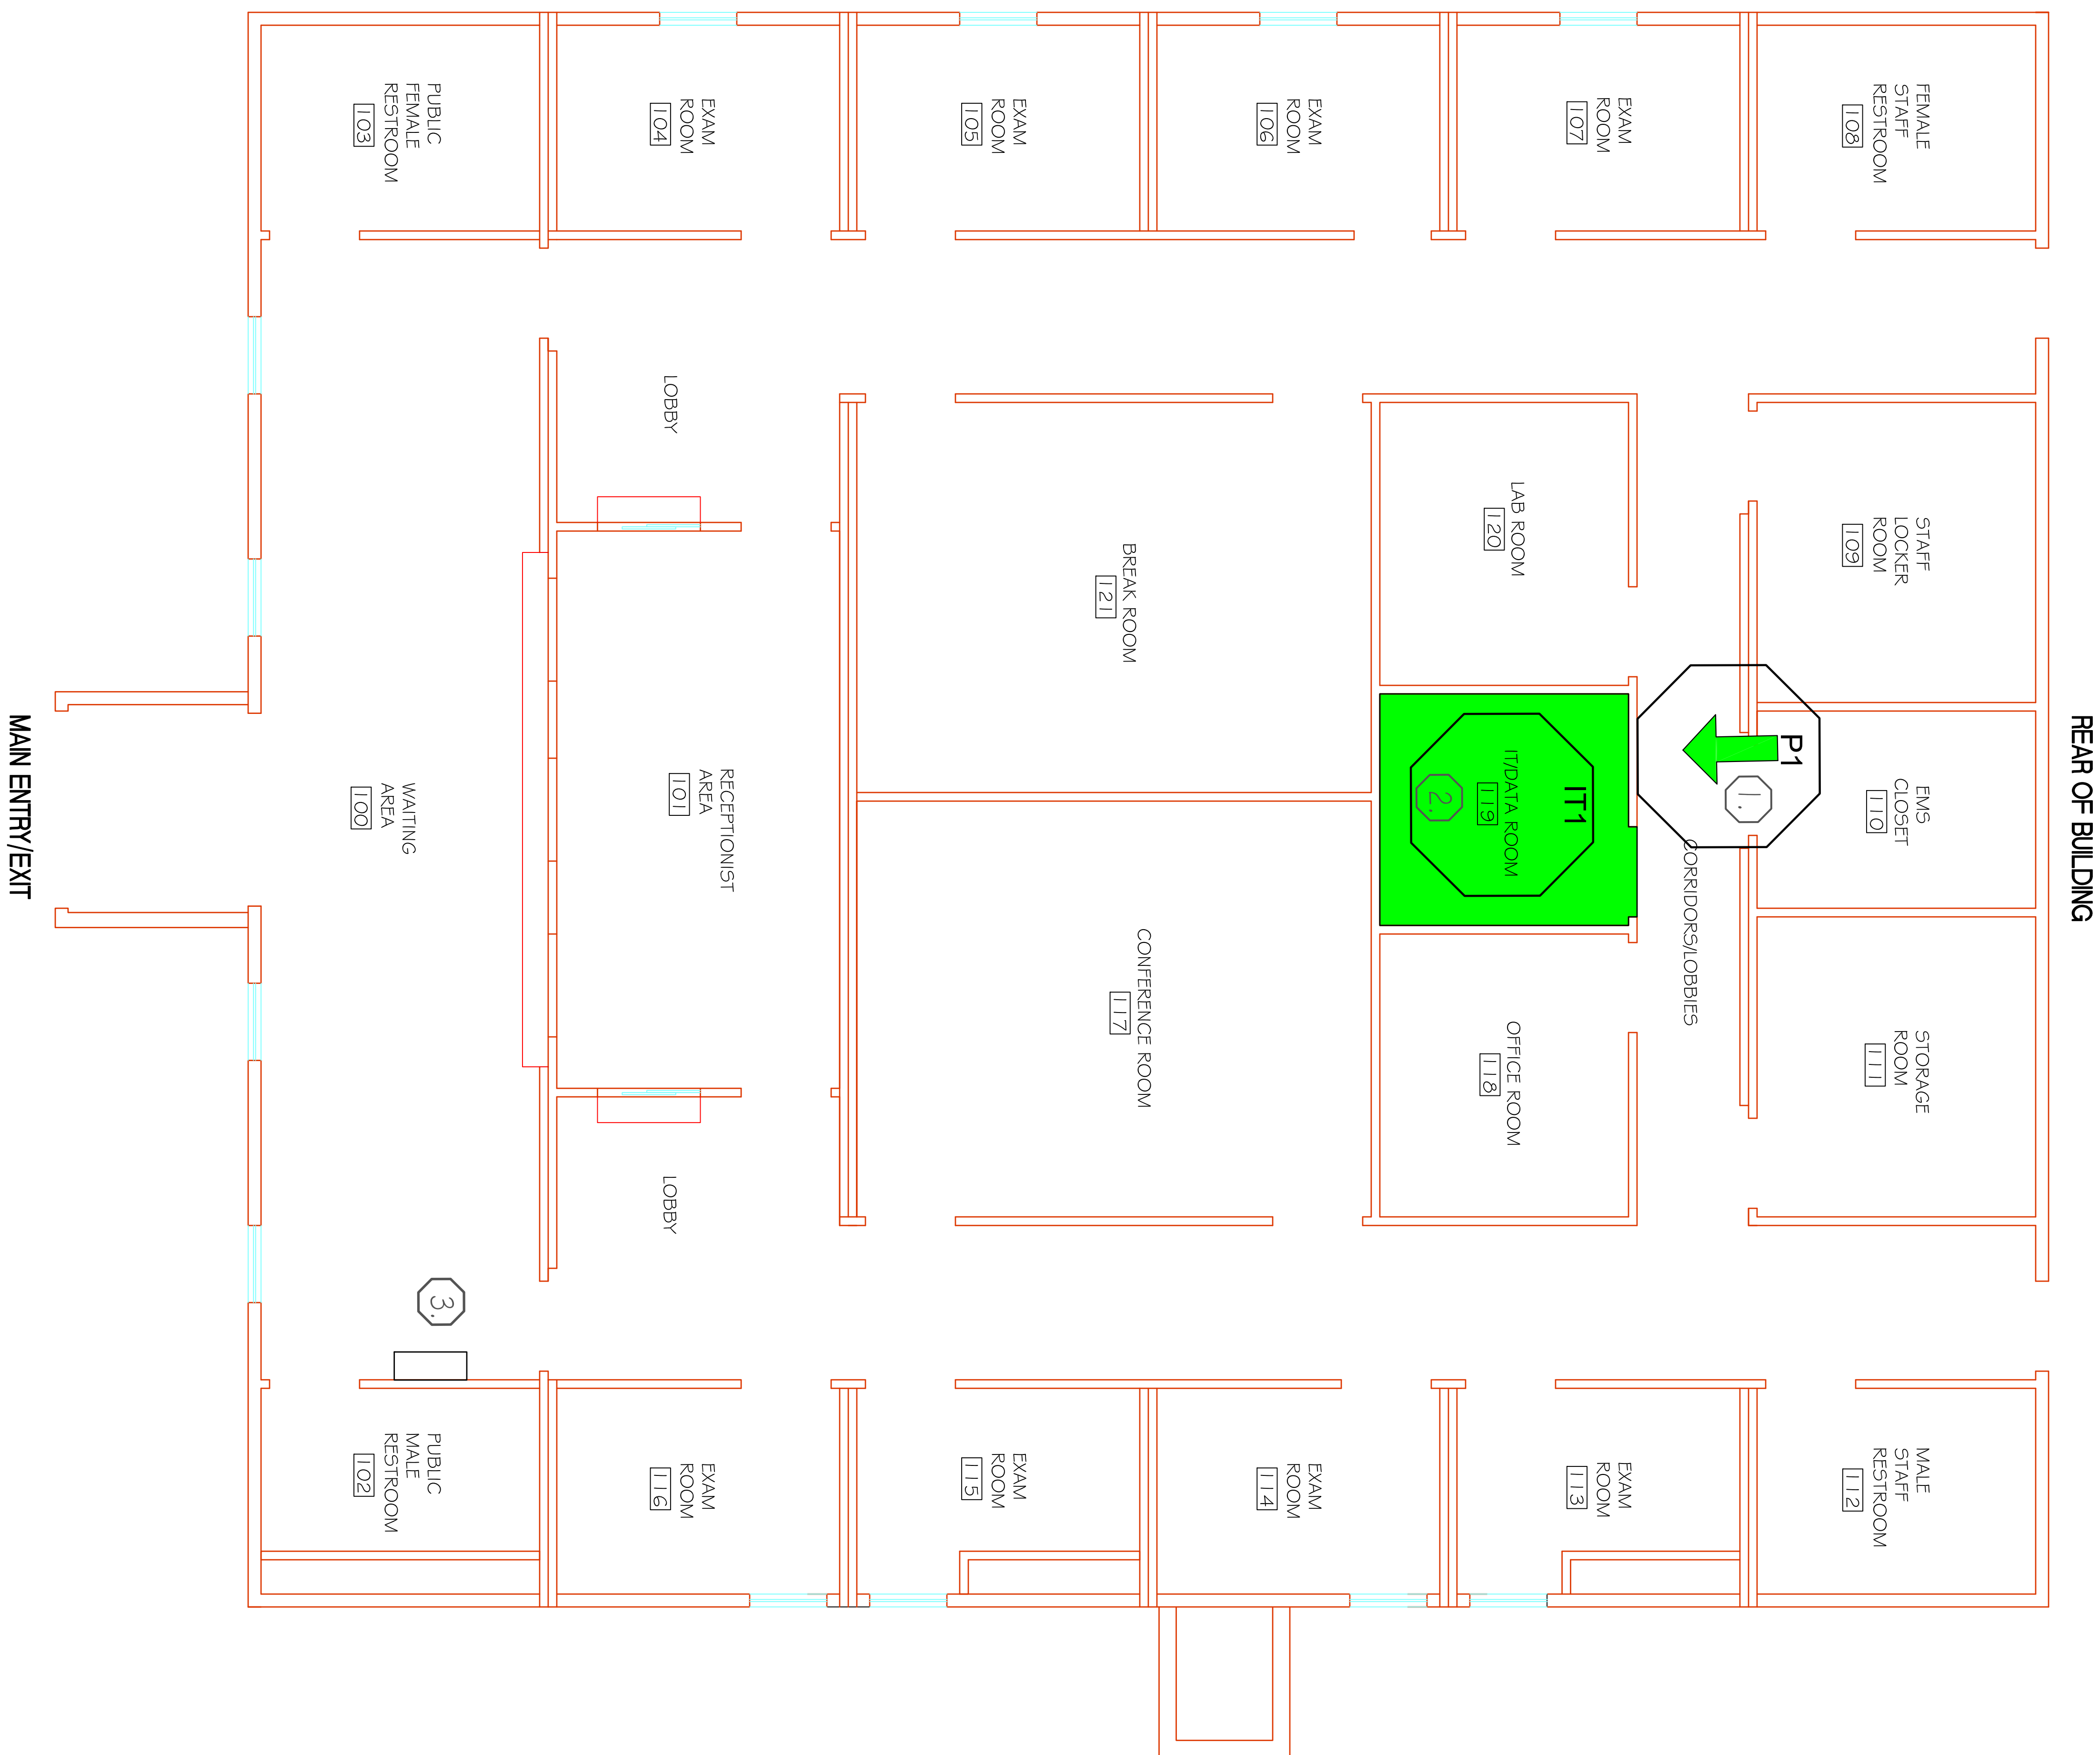 REAR OF BUILDING
FEMALE
STAFF
RESTROOM
108
STAFF
LOCKER
ROOM
109
EMS
CLOSET
110
STORAGE
ROOM
111
MALE
STAFF
RESTROOM
112
P1
1.
CORRIDORS/LOBBIES
EXAM
ROOM
107
LAB ROOM
120
IT1
IT/DATA ROOM
119
2.
OFFICE ROOM
118
EXAM
ROOM
113
EXAM
ROOM
106
EXAM
ROOM
114
BREAK ROOM
121
CONFERENCE ROOM
117
EXAM
ROOM
105
EXAM
ROOM
115
EXAM
ROOM
104
LOBBY
RECEPTIONIST
AREA
101
LOBBY
EXAM
ROOM
116
PUBLIC
FEMALE
RESTROOM
103
WAITING
AREA
100
3.
PUBLIC
MALE
RESTROOM
102
MAIN ENTRY/EXIT